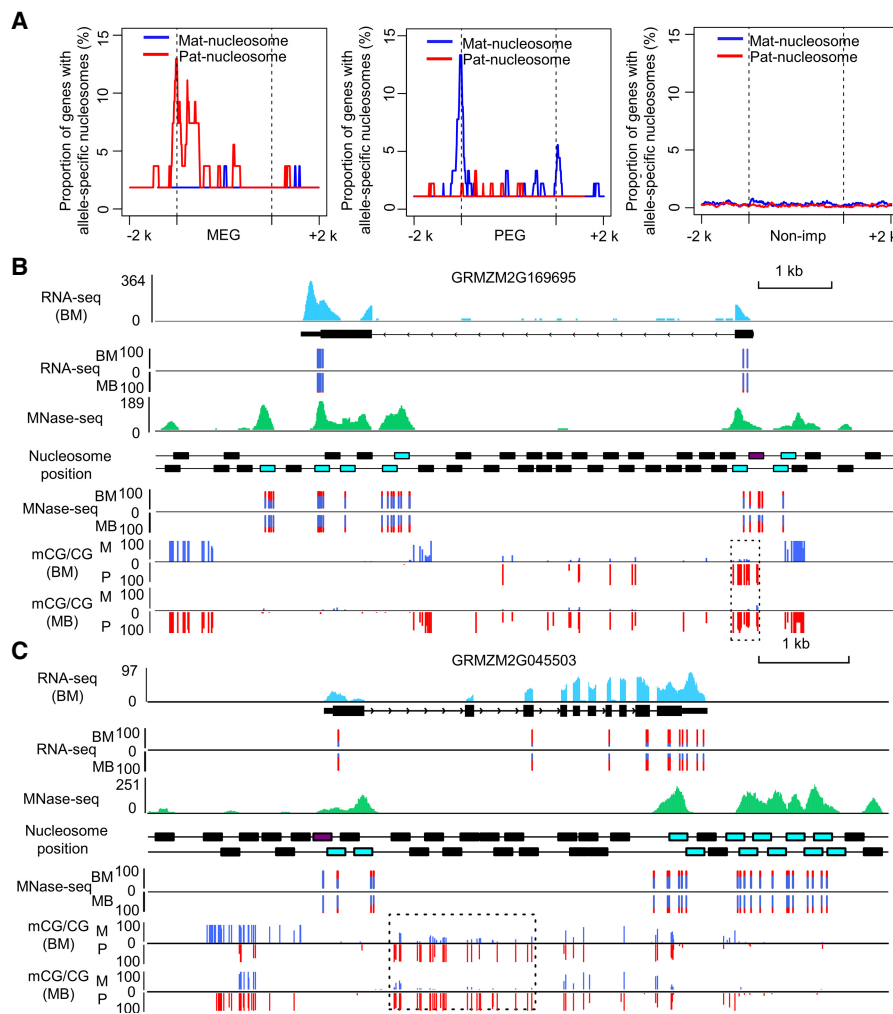 A
Proportion of genes with
allele-specific nucleosomes (%)
15
10
5
0
Mat-nucleosome
Pat-nucleosome
-2 k
MEG
+2 k
Proportion of genes with
allele-specific nucleosomes (%)
15
10
5
0
Mat-nucleosome
Pat-nucleosome
-2 k
PEG
+2 k
Proportion of genes with
allele-specific nucleosomes (%)
15
10
5
0
Mat-nucleosome
Pat-nucleosome
-2 k
Non-imp
+2 k
B
GRMZM2G169695
1 kb
RNA-seq
(BM)
364
0
RNA-seq
BM 100
0
MB 100
MNase-seq
189
0
Nucleosome
position
MNase-seq
BM 100
0
MB 100
mCG/CG
(BM)
M 100
0
P 100
mCG/CG
(MB)
M 100
0
P 100
C
GRMZM2G045503
1 kb
RNA-seq
(BM)
97
0
RNA-seq
BM 100
0
MB 100
MNase-seq
251
0
Nucleosome
position
MNase-seq
BM 100
0
MB 100
mCG/CG
(BM)
M 100
0
P 100
mCG/CG
(MB)
M 100
0
P 100